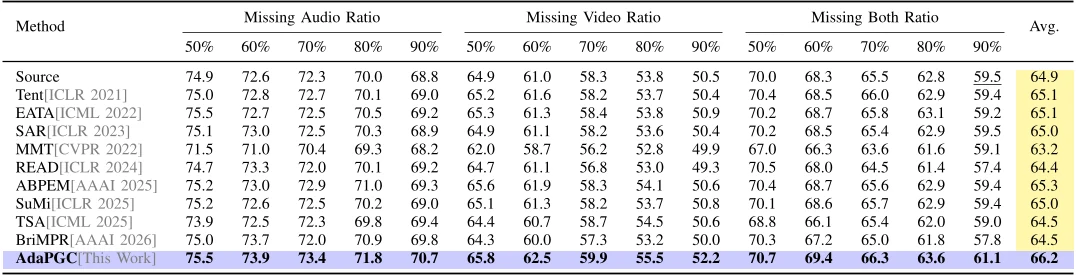 Method Missing Audio Ratio Missing Video Ratio Missing Both Ratio Avg.
50% 60% 70% 80% 90% 50% 60% 70% 80% 90% 50% 60% 70% 80% 90%
Source 74.9 72.6 72.3 70.0 68.8 64.9 61.0 58.3 53.8 50.5 70.0 68.3 65.5 62.8 59.5 64.9
Tent[ICLR 2021] 75.0 72.8 72.7 70.1 69.0 65.2 61.6 58.2 53.7 50.4 70.4 68.5 66.0 62.9 59.4 65.1
EATA[ICML 2022] 75.5 72.7 72.5 70.5 69.2 65.3 61.3 58.4 53.8 50.9 70.2 68.7 65.8 63.1 59.2 65.1
SAR[ICLR 2023] 75.1 73.0 72.5 70.3 68.9 64.9 61.1 58.2 53.6 50.4 70.2 68.5 65.4 62.9 59.5 65.0
MMT[CVPR 2022] 71.5 71.0 70.4 69.3 68.2 62.0 58.7 56.2 52.8 49.9 67.0 66.3 63.6 61.6 59.1 63.2
READ[ICLR 2024] 74.7 73.3 72.0 70.1 69.2 64.7 61.1 56.8 53.0 49.3 70.5 68.0 64.5 61.4 57.4 64.4
ABPEM[AAAI 2025] 75.2 73.0 72.9 71.0 69.3 65.6 61.9 58.3 54.1 50.6 70.4 68.7 65.6 62.9 59.4 65.3
SuMi[ICLR 2025] 75.2 72.6 72.5 70.2 69.0 65.1 61.3 58.2 53.7 50.8 70.1 68.6 65.7 62.9 59.4 65.0
TSA[ICML 2025] 73.9 72.5 72.3 69.8 69.4 64.4 60.7 58.7 54.5 50.6 68.8 66.1 65.4 62.0 59.0 64.5
BriMPR[AAAI 2026] 75.0 73.7 72.0 70.9 69.8 64.3 60.0 57.3 53.2 50.0 70.3 67.2 65.0 61.8 57.8 64.5
AdaPGC[This Work] 75.5 73.9 73.4 71.8 70.7 65.8 62.5 59.9 55.5 52.2 70.7 69.4 66.3 63.6 61.1 66.2